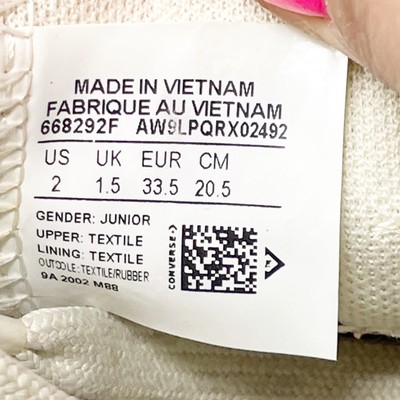 MADE IN VIETNAM
FABRIQUE AU VIETNAM
668292F AW9LPQRX02492
US UK EUR CM
2 1.5 33.5 20.5
GENDER: JUNIOR
UPPER: TEXTILE
LINING: TEXTILE
OUTSOLE: TEXTILE/RUBBER
9A 2002 M88
CONVERSE->